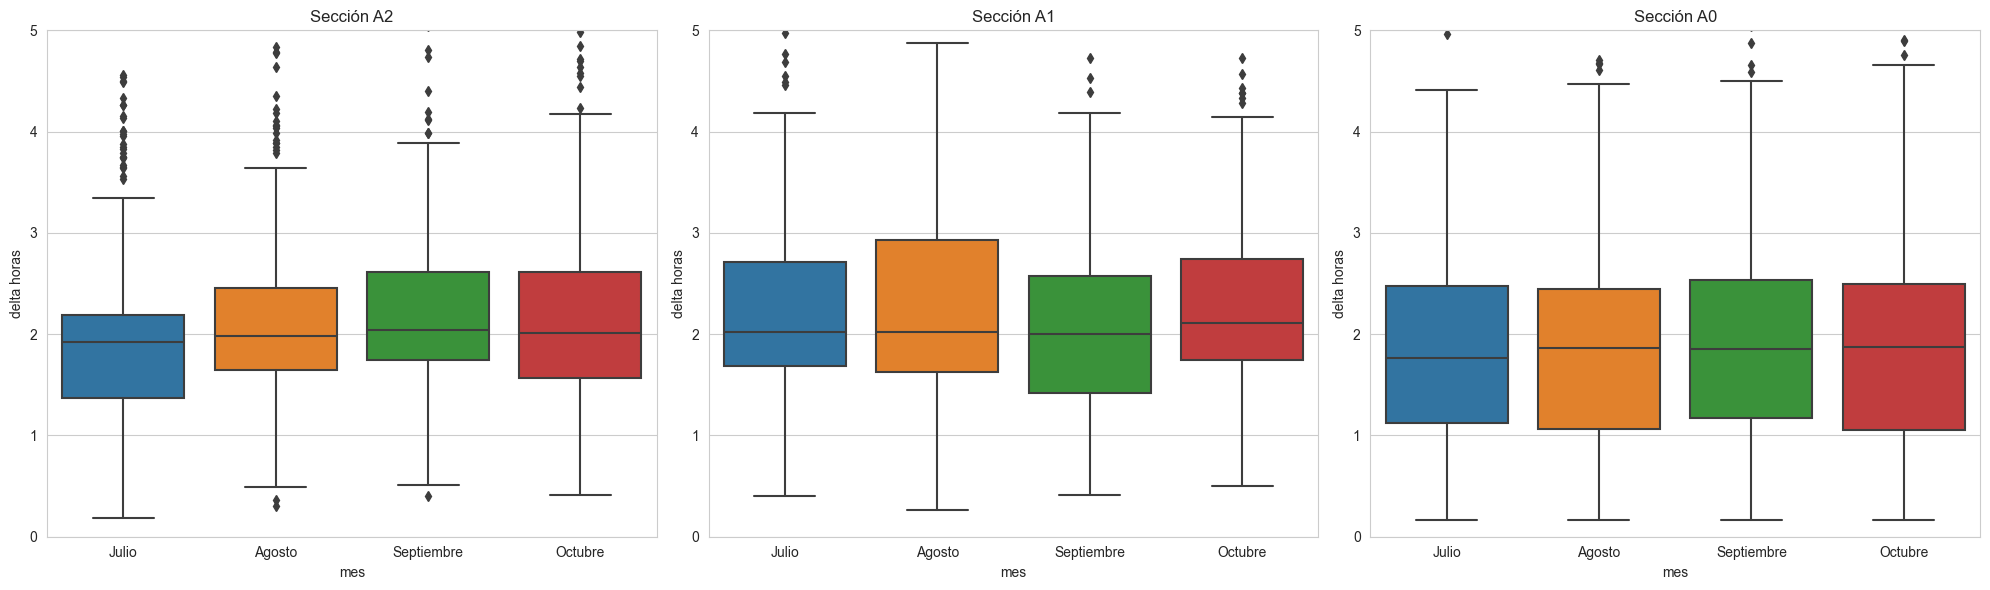 Sección A2
5
4
3
2
1
0
delta horas
Julio Agosto Septiembre Octubre
mes
Sección A1
5
4
3
2
1
0
delta horas
Julio Agosto Septiembre Octubre
mes
Sección A0
5
4
3
2
1
0
delta horas
Julio Agosto Septiembre Octubre
mes